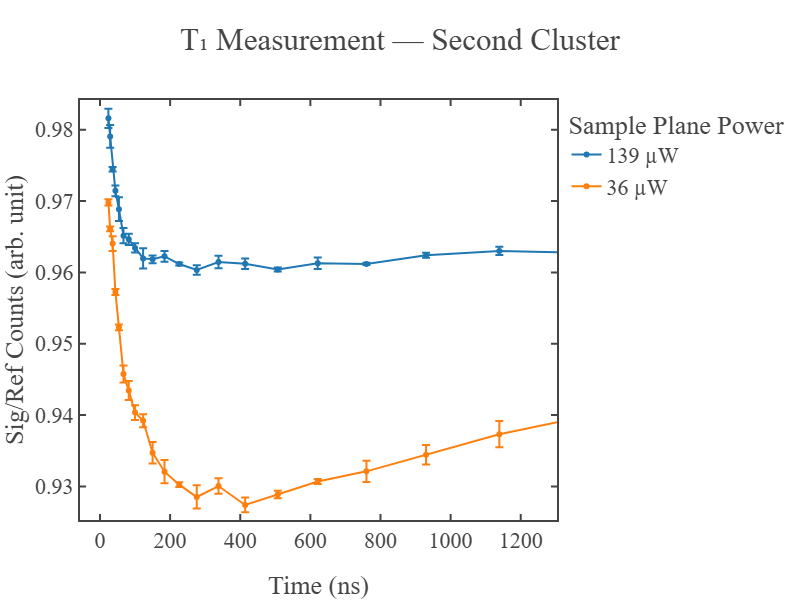 T₁ Measurement — Second Cluster
Sample Plane Power
139 µW
36 µW
Sig/Ref Counts (arb. unit)
0.98
0.97
0.96
0.95
0.94
0.93
0 200 400 600 800 1000 1200
Time (ns)